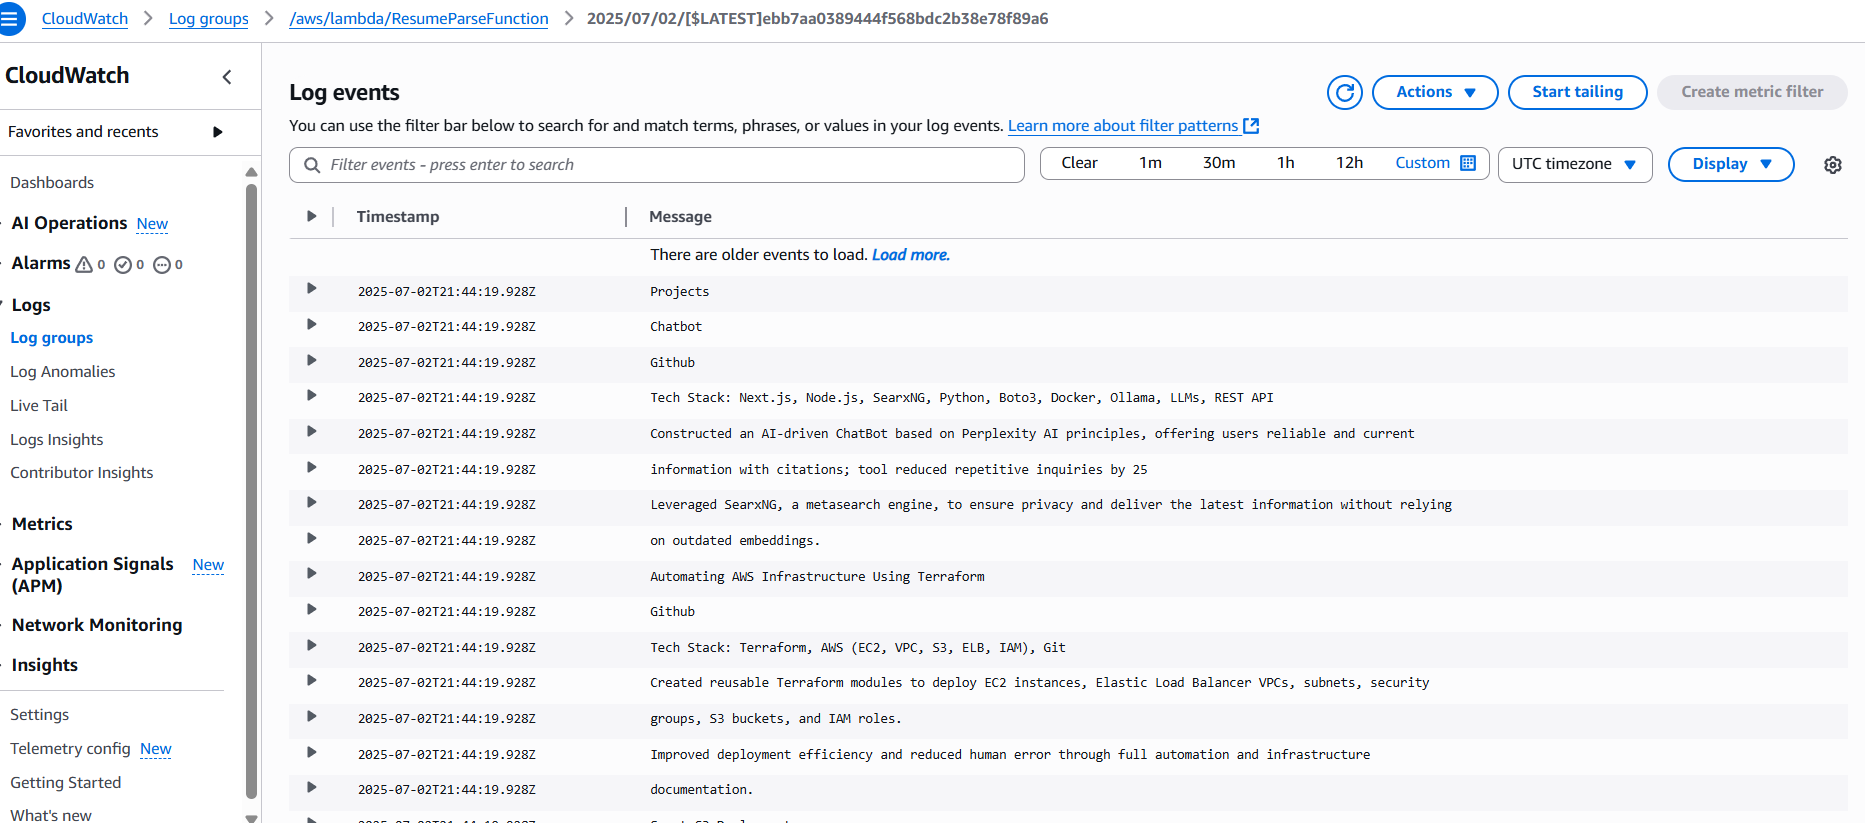 CloudWatch > Log groups > /aws/lambda/ResumeParseFunction > 2025/07/02/[$LATEST]ebb7aa0389444f568bdc2b38e78f89a6
CloudWatch
Favorites and recents
Dashboards
AI Operations New
Alarms 0 0 0
Logs
Log groups
Log Anomalies
Live Tail
Logs Insights
Contributor Insights
Metrics
Application Signals (APM) New
Network Monitoring
Insights
Settings
Telemetry config New
Getting Started
What's new
Log events
Actions
Start tailing
Create metric filter
You can use the filter bar below to search for and match terms, phrases, or values in your log events. Learn more about filter patterns
Filter events - press enter to search
Clear 1m 30m 1h 12h Custom
UTC timezone
Display
Timestamp Message
There are older events to load. Load more.
2025-07-02T21:44:19.928Z Projects
2025-07-02T21:44:19.928Z Chatbot
2025-07-02T21:44:19.928Z Github
2025-07-02T21:44:19.928Z Tech Stack: Next.js, Node.js, SearxNG, Python, Boto3, Docker, Ollama, LLMs, REST API
2025-07-02T21:44:19.928Z Constructed an AI-driven ChatBot based on Perplexity AI principles, offering users reliable and current
2025-07-02T21:44:19.928Z information with citations; tool reduced repetitive inquiries by 25
2025-07-02T21:44:19.928Z Leveraged SearxNG, a metasearch engine, to ensure privacy and deliver the latest information without relying
2025-07-02T21:44:19.928Z on outdated embeddings.
2025-07-02T21:44:19.928Z Automating AWS Infrastructure Using Terraform
2025-07-02T21:44:19.928Z Github
2025-07-02T21:44:19.928Z Tech Stack: Terraform, AWS (EC2, VPC, S3, ELB, IAM), Git
2025-07-02T21:44:19.928Z Created reusable Terraform modules to deploy EC2 instances, Elastic Load Balancer VPCs, subnets, security
2025-07-02T21:44:19.928Z groups, S3 buckets, and IAM roles.
2025-07-02T21:44:19.928Z Improved deployment efficiency and reduced human error through full automation and infrastructure
2025-07-02T21:44:19.928Z documentation.